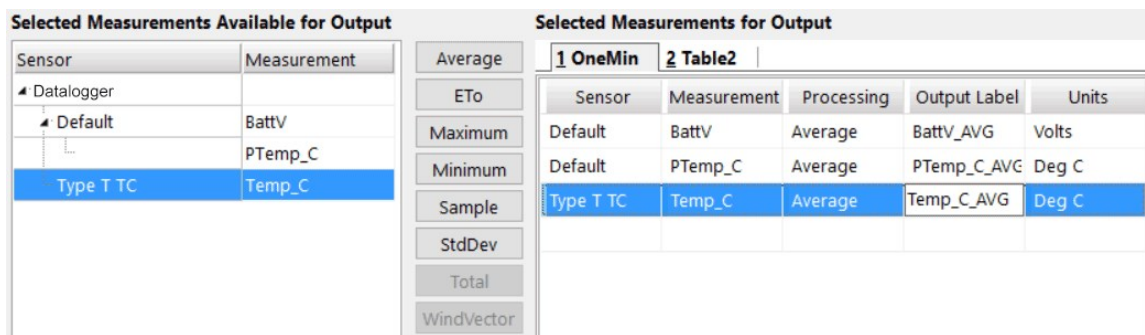 Selected Measurements Available for Output
Sensor Measurement
Datalogger
Default BattV
PTemp_C
Type T TC Temp_C
Average
ETo
Maximum
Minimum
Sample
StdDev
Total
WindVector
Selected Measurements for Output
1 OneMin 2 Table2
Sensor Measurement Processing Output Label Units
Default BattV Average BattV_AVG Volts
Default PTemp_C Average PTemp_C_AVG Deg C
Type T TC Temp_C Average Temp_C_AVG Deg C